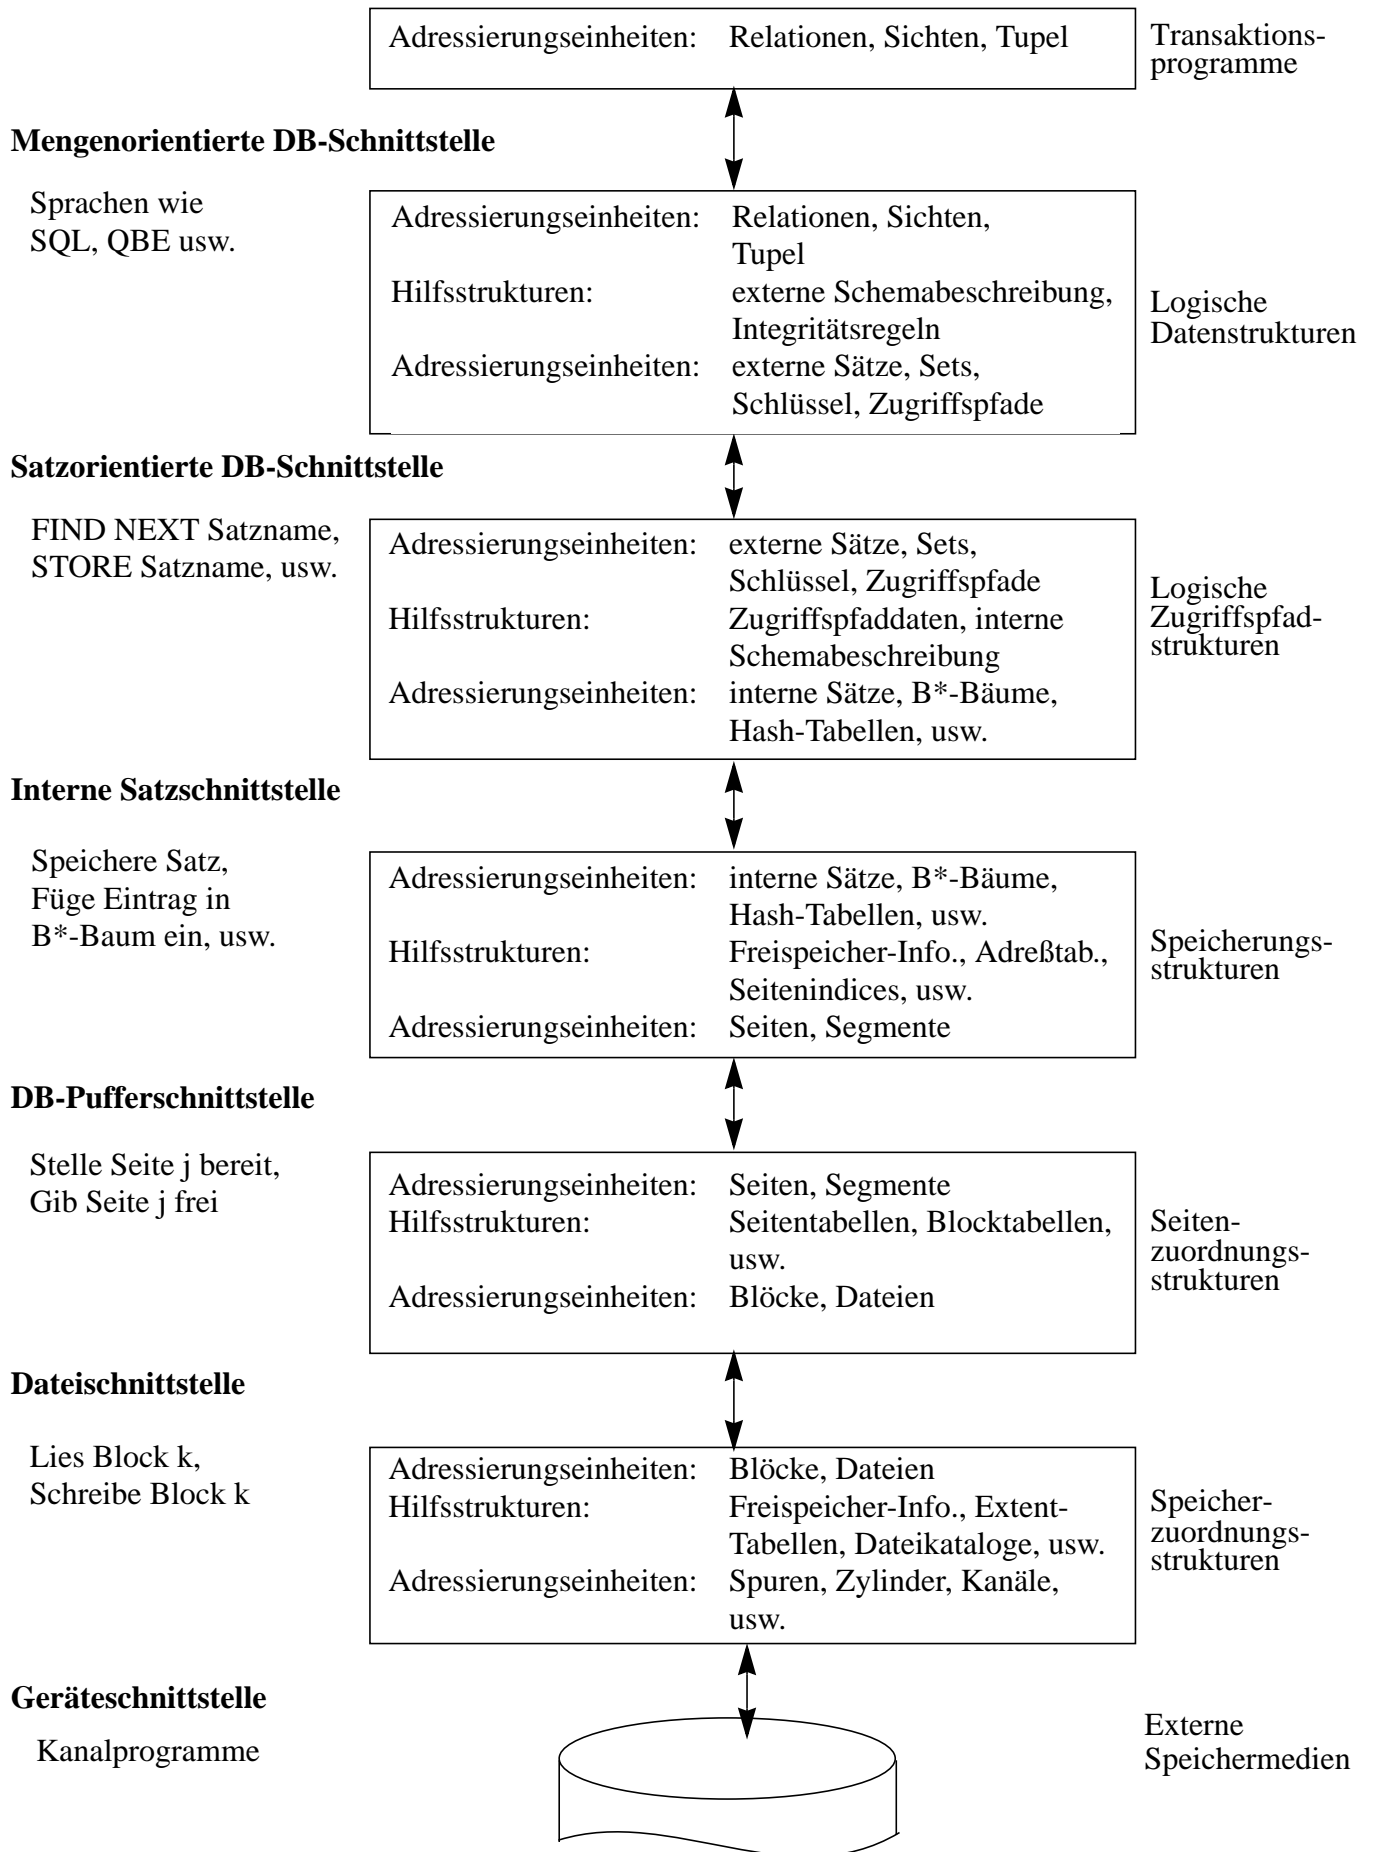 Adressierungseinheiten: Relationen, Sichten, Tupel
Transaktions-
programme
Mengenorientierte DB-Schnittstelle
Sprachen wie
SQL, QBE usw.
Adressierungseinheiten: Relationen, Sichten,
Tupel
Hilfsstrukturen: externe Schemabeschreibung,
Integritätsregeln
Adressierungseinheiten: externe Sätze, Sets,
Schlüssel, Zugriffspfade
Logische
Datenstrukturen
Satzorientierte DB-Schnittstelle
FIND NEXT Satzname,
STORE Satzname, usw.
Adressierungseinheiten: externe Sätze, Sets,
Schlüssel, Zugriffspfade
Hilfsstrukturen: Zugriffspfaddaten, interne
Schemabeschreibung
Adressierungseinheiten: interne Sätze, B*-Bäume,
Hash-Tabellen, usw.
Logische
Zugriffspfad-
strukturen
Interne Satzschnittstelle
Speichere Satz,
Füge Eintrag in
B*-Baum ein, usw.
Adressierungseinheiten: interne Sätze, B*-Bäume,
Hash-Tabellen, usw.
Hilfsstrukturen: Freispeicher-Info., Adreßtab.,
Seitenindices, usw.
Adressierungseinheiten: Seiten, Segmente
Speicherungs-
strukturen
DB-Pufferschnittstelle
Stelle Seite j bereit,
Gib Seite j frei
Adressierungseinheiten: Seiten, Segmente
Hilfsstrukturen: Seitentabellen, Blocktabellen,
usw.
Adressierungseinheiten: Blöcke, Dateien
Seiten-
zuordnungs-
strukturen
Dateischnittstelle
Lies Block k,
Schreibe Block k
Adressierungseinheiten: Blöcke, Dateien
Hilfsstrukturen: Freispeicher-Info., Extent-
Tabellen, Dateikataloge, usw.
Adressierungseinheiten: Spuren, Zylinder, Kanäle,
usw.
Speicher-
zuordnungs-
strukturen
Geräteschnittstelle
Kanalprogramme
Externe
Speichermedien